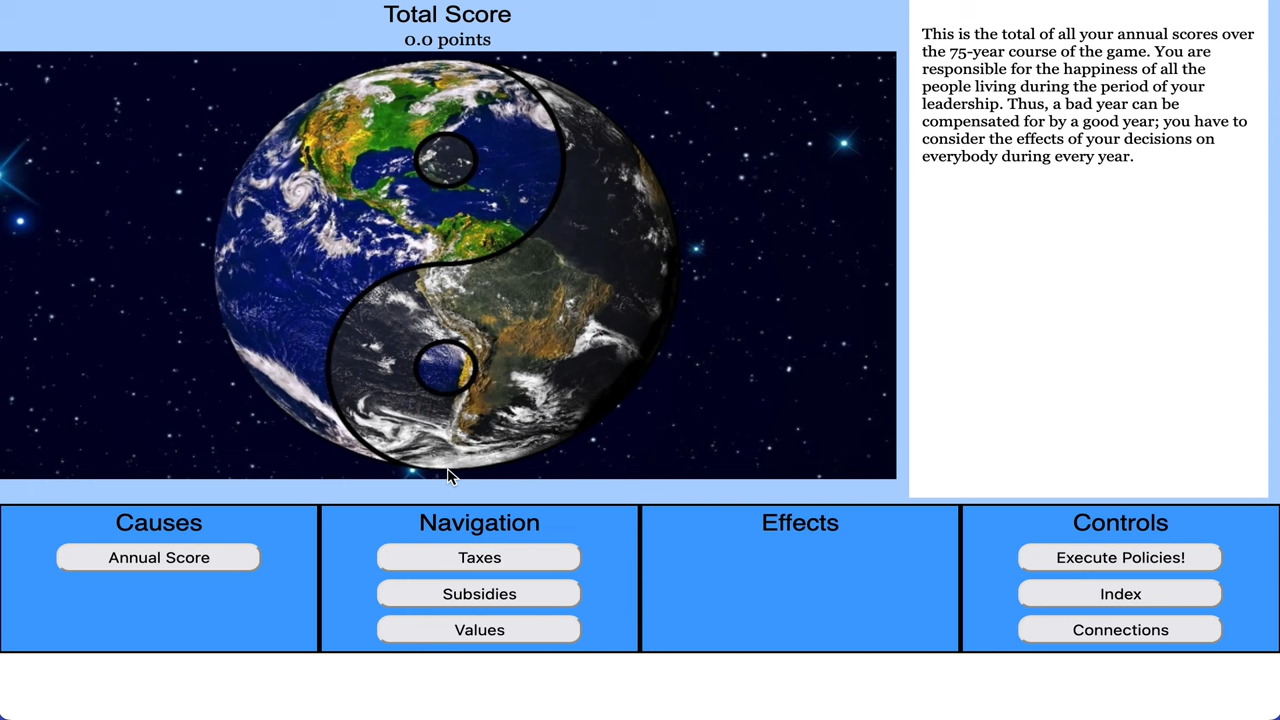 Total Score
0.0 points
This is the total of all your annual scores over
the 75-year course of the game. You are
responsible for the happiness of all the
people living during the period of your
leadership. Thus, a bad year can be
compensated for by a good year; you have to
consider the effects of your decisions on
everybody during every year.
Causes
Annual Score
Navigation
Taxes
Subsidies
Values
Effects
Controls
Execute Policies!
Index
Connections